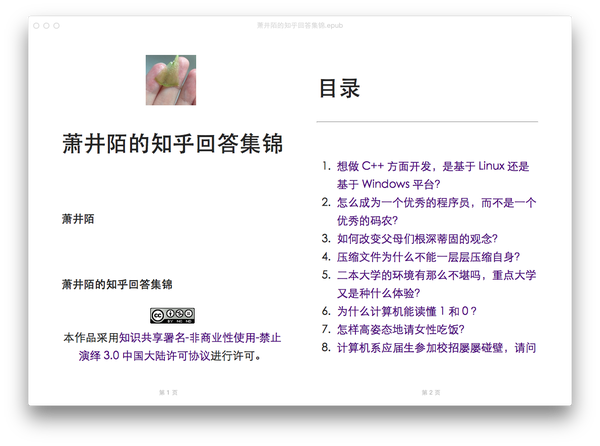 萧井陌的知乎回答集锦.epub
萧井陌的知乎回答集锦
萧井陌
萧井陌的知乎回答集锦
cc
BY NC ND
本作品采用知识共享署名-非商业性使用-禁止
演绎 3.0 中国大陆许可协议进行许可。
第 1 页
目录
1. 想做 C++ 方面开发，是基于 Linux 还是
基于 Windows 平台？
2. 怎么成为一个优秀的程序员，而不是一个
优秀的码农？
3. 如何改变父母们根深蒂固的观念？
4. 压缩文件为什么不能一层层压缩自身？
5. 二本大学的环境有那么不堪吗，重点大学
又是种什么体验？
6. 为什么计算机能读懂 1 和 0？
7. 怎样高姿态地请女性吃饭？
8. 计算机系应届生参加校招屡屡碰壁，请问
第 2 页